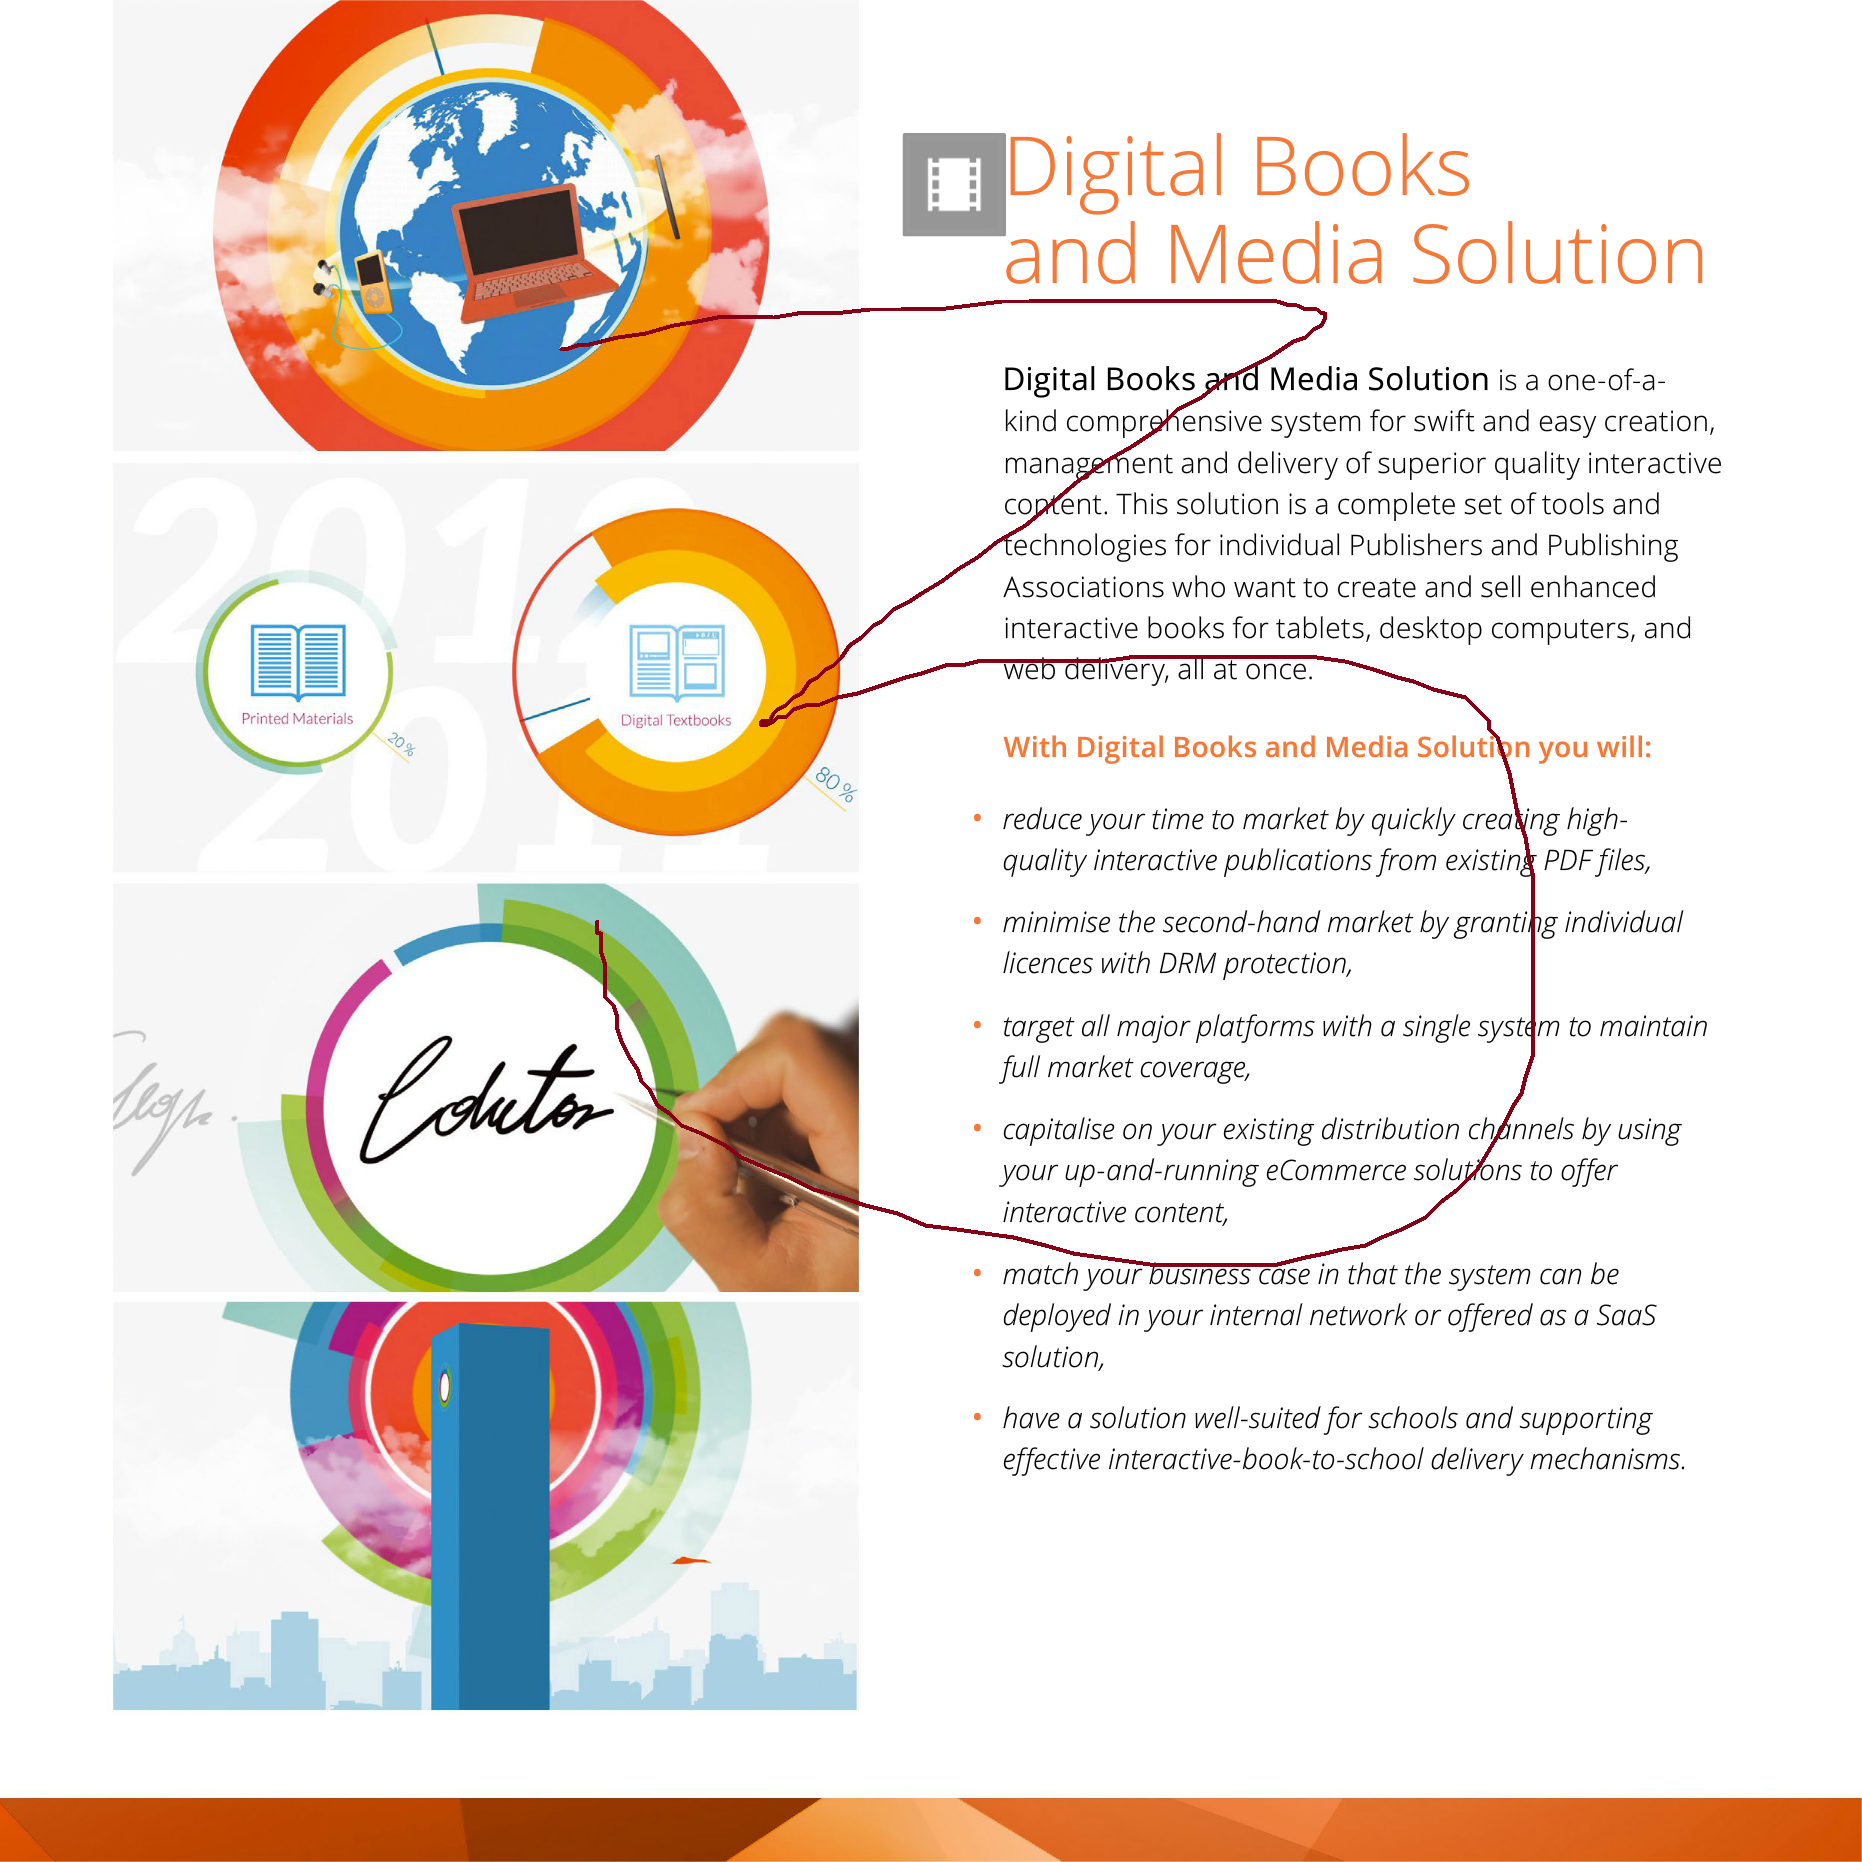 Digital Books
and Media Solution
Digital Books and Media Solution is a one-of-a-
kind comprehensive system for swift and easy creation,
management and delivery of superior quality interactive
content. This solution is a complete set of tools and
technologies for individual Publishers and Publishing
Associations who want to create and sell enhanced
interactive books for tablets, desktop computers, and
web delivery, all at once.
With Digital Books and Media Solution you will:
• reduce your time to market by quickly creating high-
quality interactive publications from existing PDF files,
• minimise the second-hand market by granting individual
licences with DRM protection,
• target all major platforms with a single system to maintain
full market coverage,
• capitalise on your existing distribution channels by using
your up-and-running eCommerce solutions to offer
interactive content,
• match your business case in that the system can be
deployed in your internal network or offered as a SaaS
solution,
• have a solution well-suited for schools and supporting
effective interactive-book-to-school delivery mechanisms.
2012
2011
Printed Materials
20%
Digital Textbooks
80%